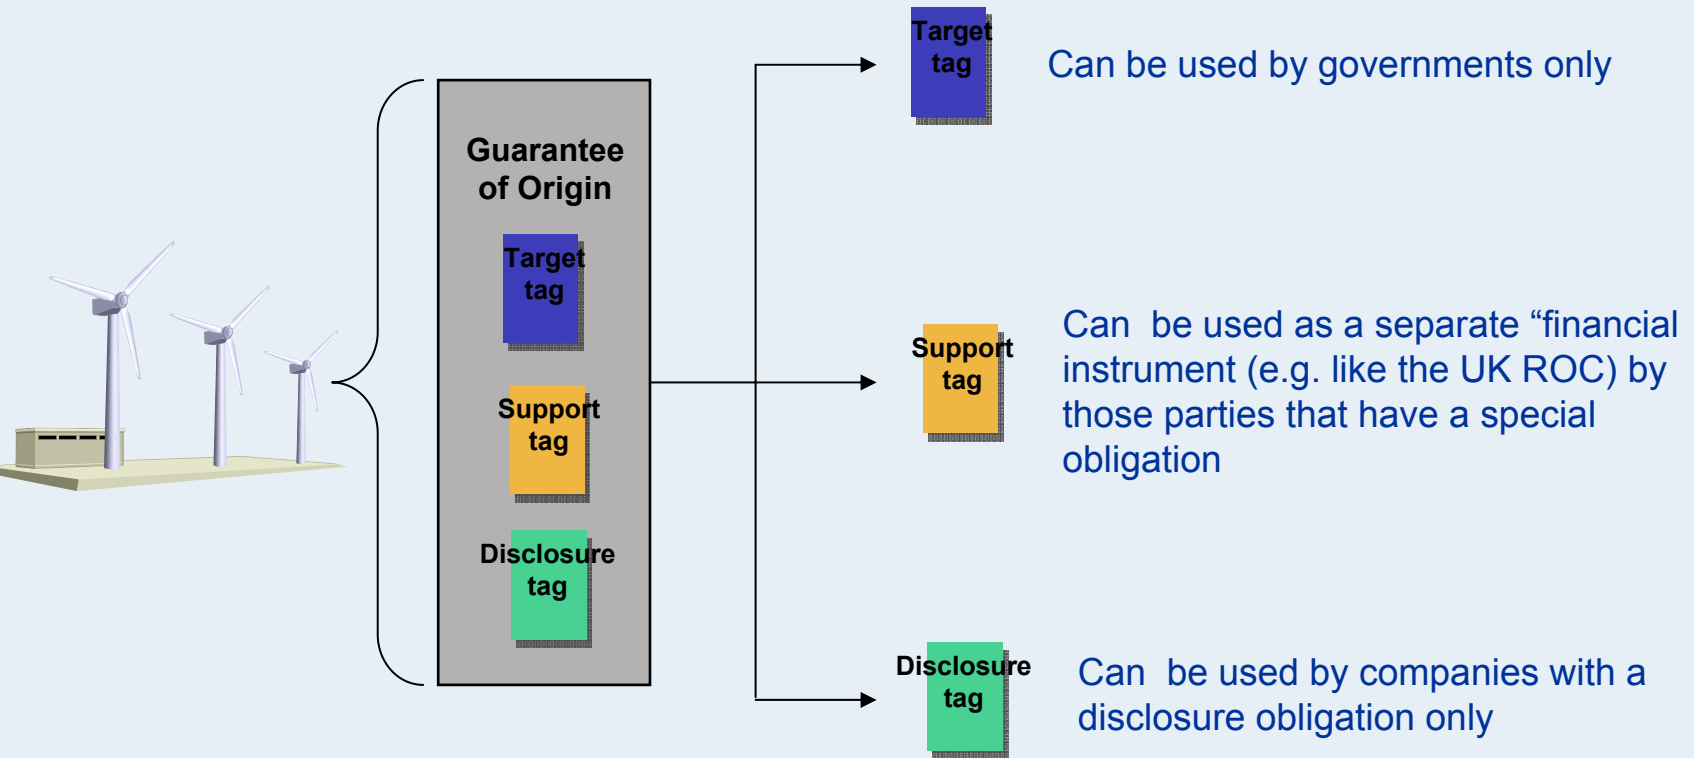 Guarantee
of Origin
Target
tag
Support
tag
Disclosure
tag
Target
tag
Can be used by governments only
Support
tag
Can  be used as a separate “financial
instrument (e.g. like the UK ROC) by
those parties that have a special
obligation
Disclosure
tag
Can  be used by companies with a
disclosure obligation only